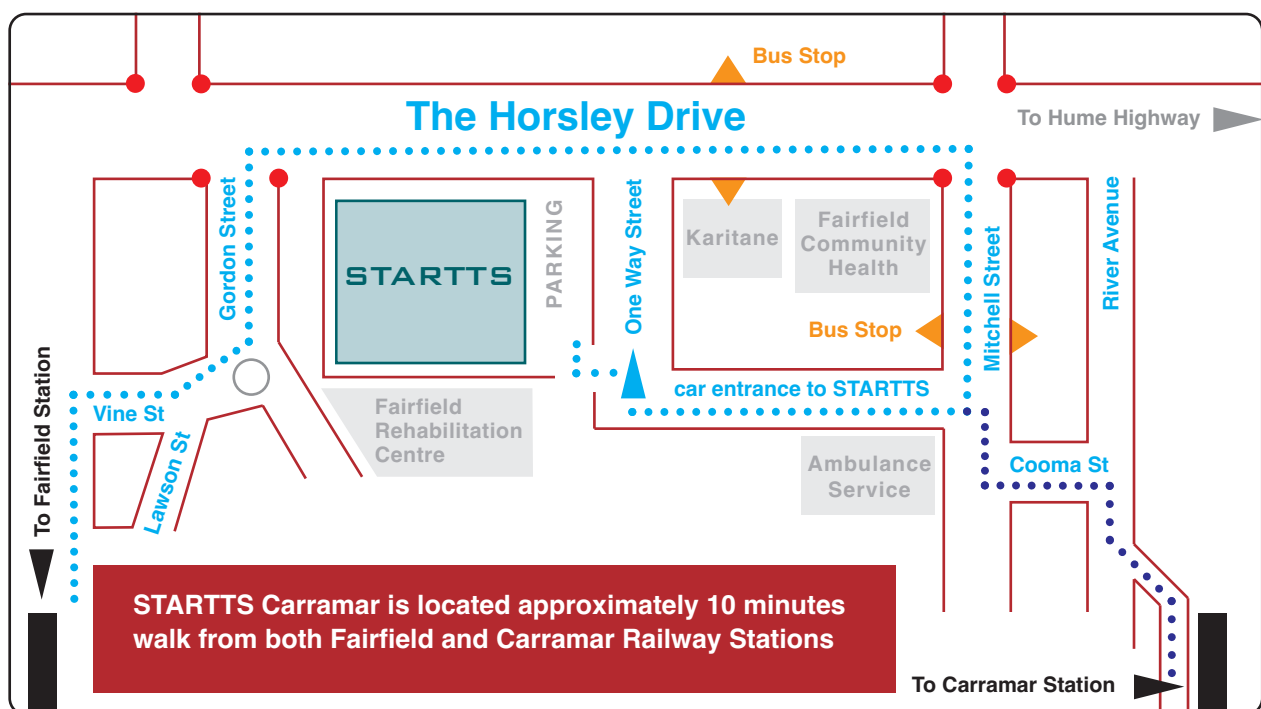 Bus Stop
The Horsley Drive
To Hume Highway
Gordon Street
STARTTS
PARKING
One Way Street
Karitane
Fairfield
Community
Health
Mitchell Street
River Avenue
Bus Stop
car entrance to STARTTS
Vine St
Lawson St
Fairfield
Rehabilitation
Centre
Ambulance
Service
Cooma St
To Fairfield Station
STARTTS Carramar is located approximately 10 minutes
walk from both Fairfield and Carramar Railway Stations
To Carramar Station